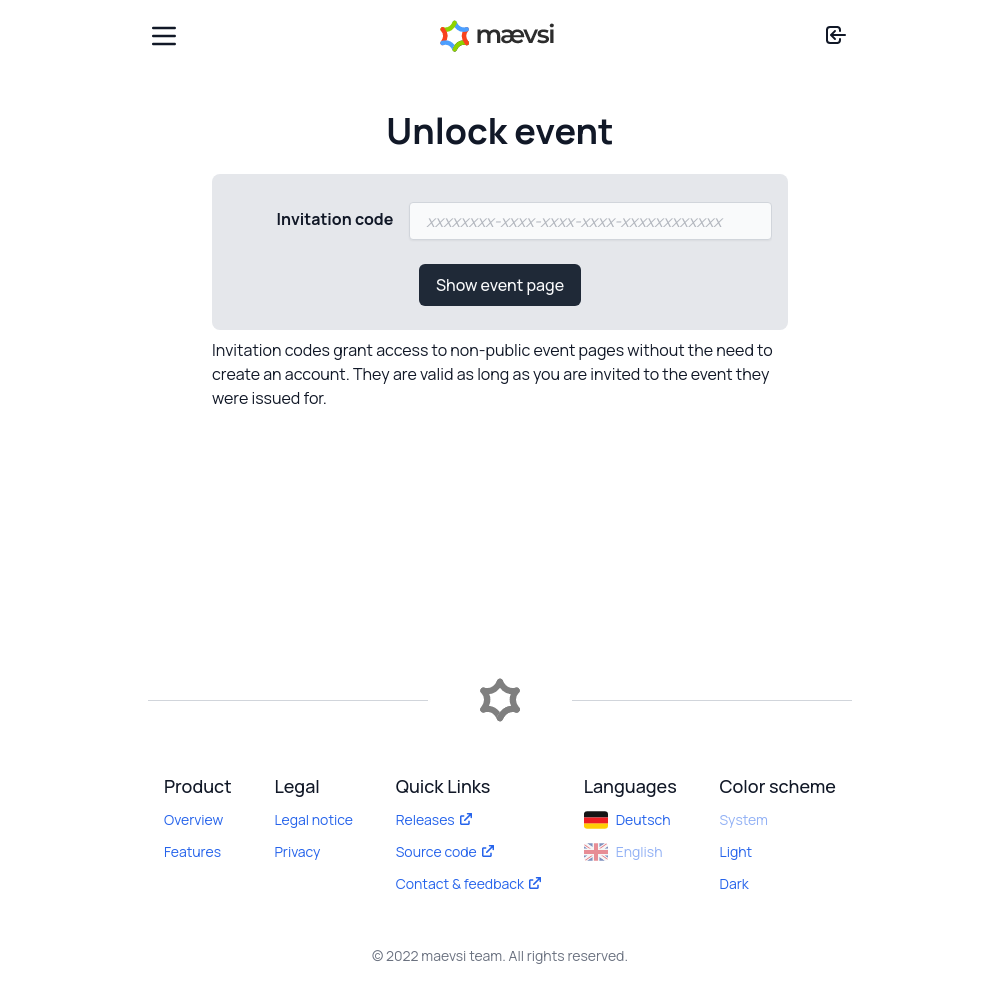 mævsi
Unlock event
Invitation code
xxxxxxxx-xxxx-xxxx-xxxx-xxxxxxxxxxxx
Show event page
Invitation codes grant access to non-public event pages without the need to
create an account. They are valid as long as you are invited to the event they
were issued for.
Product
Overview
Features
Legal
Legal notice
Privacy
Quick Links
Releases
Source code
Contact & feedback
Languages
Deutsch
English
Color scheme
System
Light
Dark
© 2022 maevsi team. All rights reserved.